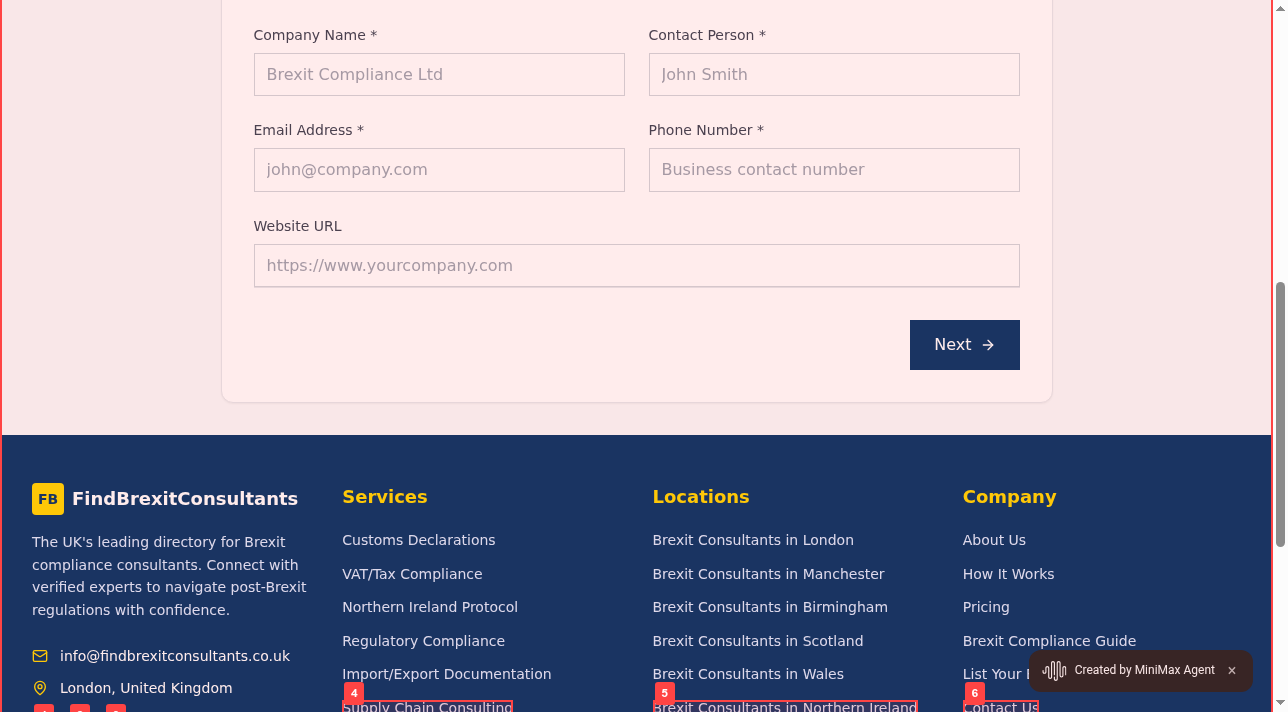 Company Name *
Contact Person *
Brexit Compliance Ltd
John Smith
Email Address *
Phone Number *
john@company.com
Business contact number
Website URL
https://www.yourcompany.com
Next
FB FindBrexitConsultants
The UK's leading directory for Brexit
compliance consultants. Connect with
verified experts to navigate post-Brexit
regulations with confidence.
info@findbrexitconsultants.co.uk
London, United Kingdom
Services
Customs Declarations
VAT/Tax Compliance
Northern Ireland Protocol
Regulatory Compliance
Import/Export Documentation
4
Supply Chain Consulting
Locations
Brexit Consultants in London
Brexit Consultants in Manchester
Brexit Consultants in Birmingham
Brexit Consultants in Scotland
Brexit Consultants in Wales
5
Brexit Consultants in Northern Ireland
Company
About Us
How It Works
Pricing
Brexit Compliance Guide
List Your
6
Contact Us
Created by MiniMax Agent ×